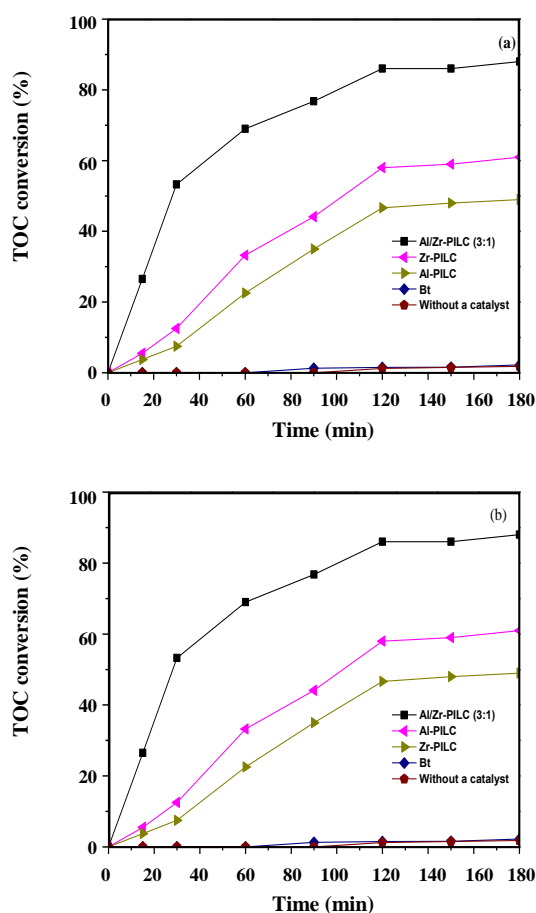 100
(a)
80
60
40
20
0
TOC conversion (%)
Al/Zr-PILC (3:1)
Zr-PILC
Al-PILC
Bt
Without a catalyst
0 20 40 60 80 100 120 140 160 180
Time (min)
100
(b)
80
60
40
20
0
TOC conversion (%)
Al/Zr-PILC (3:1)
Al-PILC
Zr-PILC
Bt
Without a catalyst
0 20 40 60 80 100 120 140 160 180
Time (min)